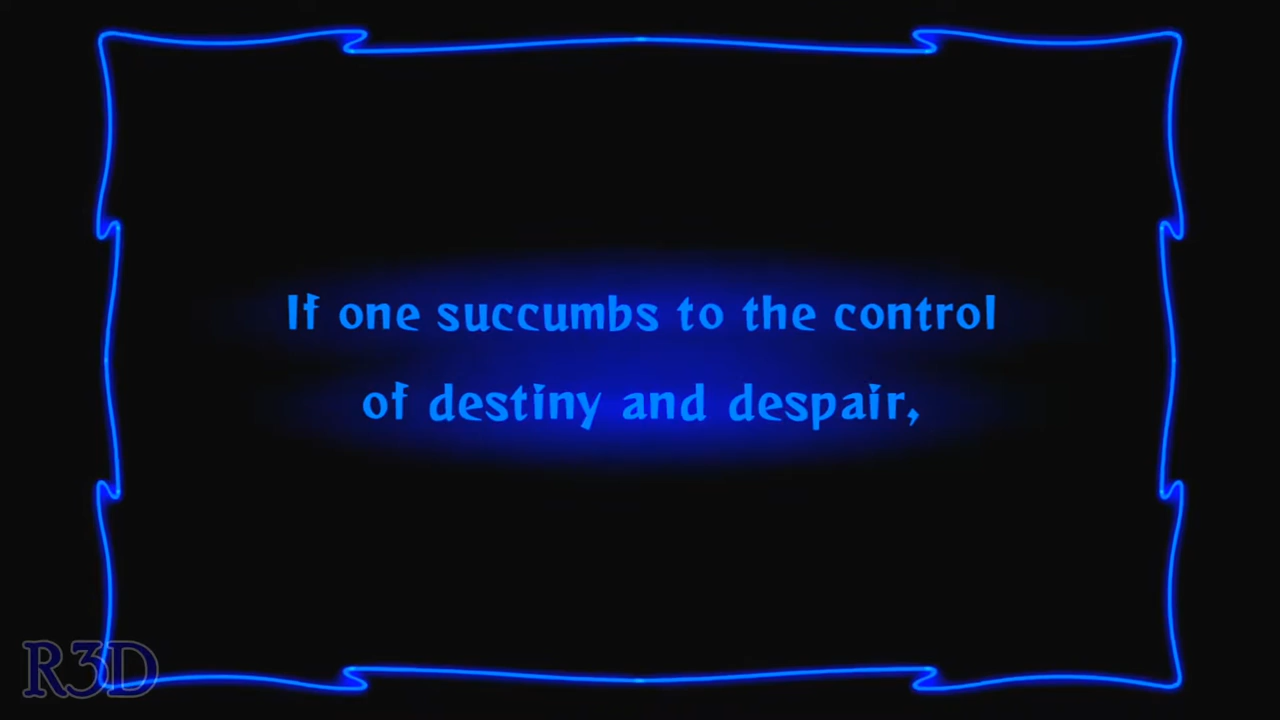 If one succumbs to the control
of destiny and despair,
R3D